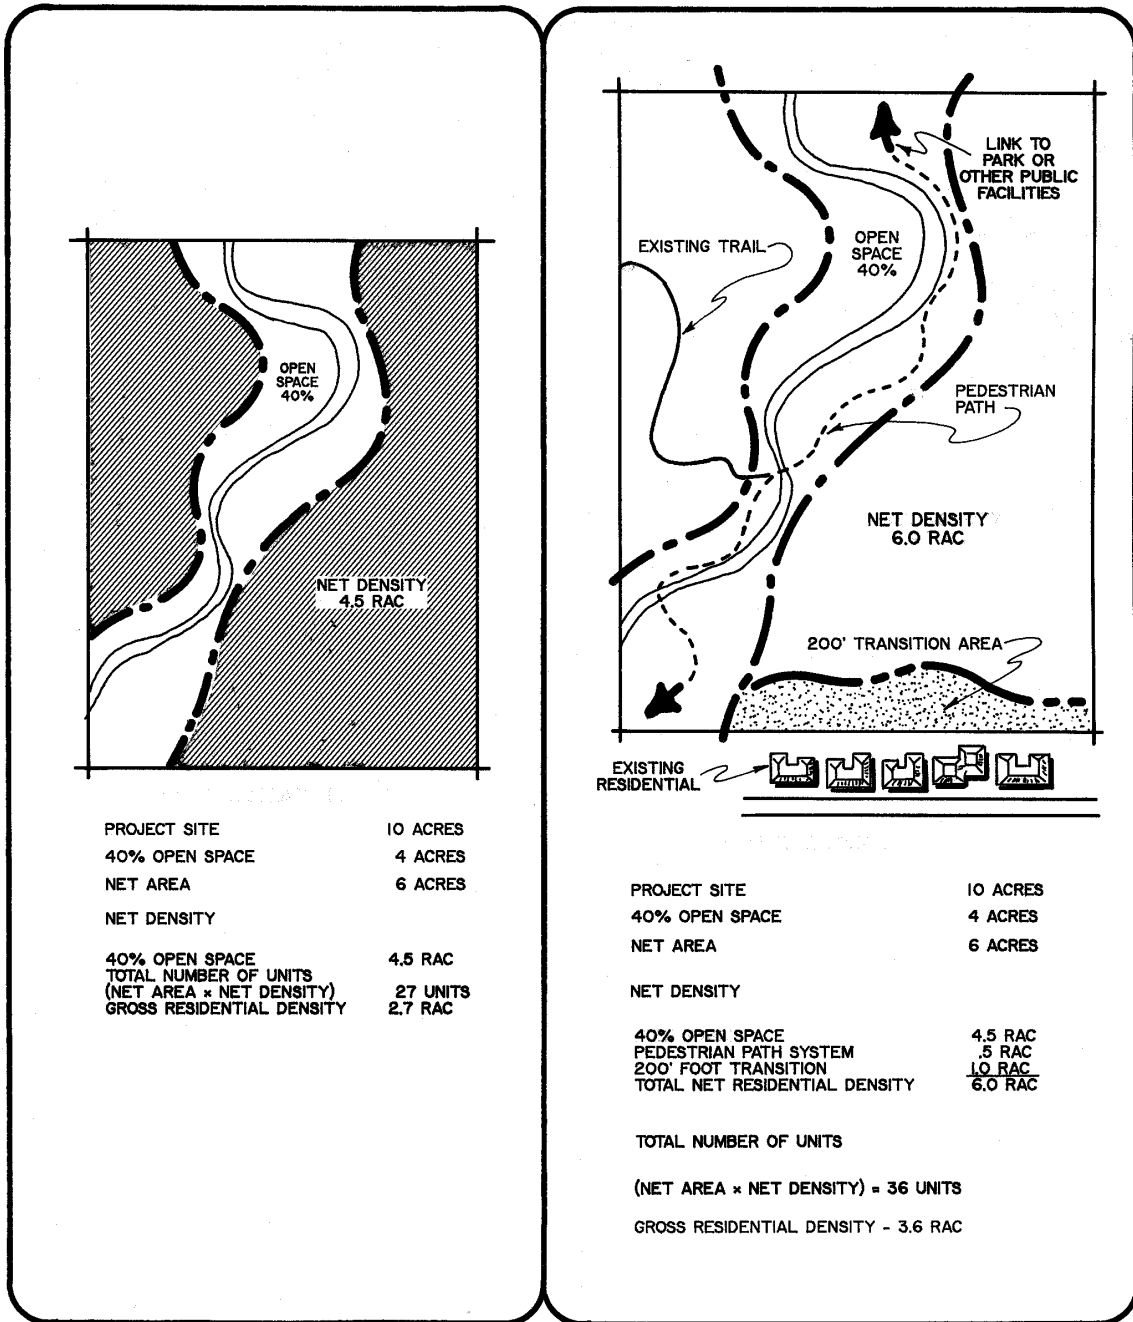 OPEN
SPACE
40%
NET DENSITY
4.5 RAC
PROJECT SITE 10 ACRES
40% OPEN SPACE 4 ACRES
NET AREA 6 ACRES
NET DENSITY
40% OPEN SPACE 4.5 RAC
TOTAL NUMBER OF UNITS
(NET AREA × NET DENSITY) 27 UNITS
GROSS RESIDENTIAL DENSITY 2.7 RAC
LINK TO
PARK OR
OTHER PUBLIC
FACILITIES
EXISTING TRAIL
OPEN
SPACE
40%
PEDESTRIAN
PATH
NET DENSITY
6.0 RAC
200' TRANSITION AREA
EXISTING
RESIDENTIAL
PROJECT SITE 10 ACRES
40% OPEN SPACE 4 ACRES
NET AREA 6 ACRES
NET DENSITY
40% OPEN SPACE 4.5 RAC
PEDESTRIAN PATH SYSTEM .5 RAC
200' FOOT TRANSITION 1.0 RAC
TOTAL NET RESIDENTIAL DENSITY 6.0 RAC
TOTAL NUMBER OF UNITS
(NET AREA × NET DENSITY) = 36 UNITS
GROSS RESIDENTIAL DENSITY - 3.6 RAC